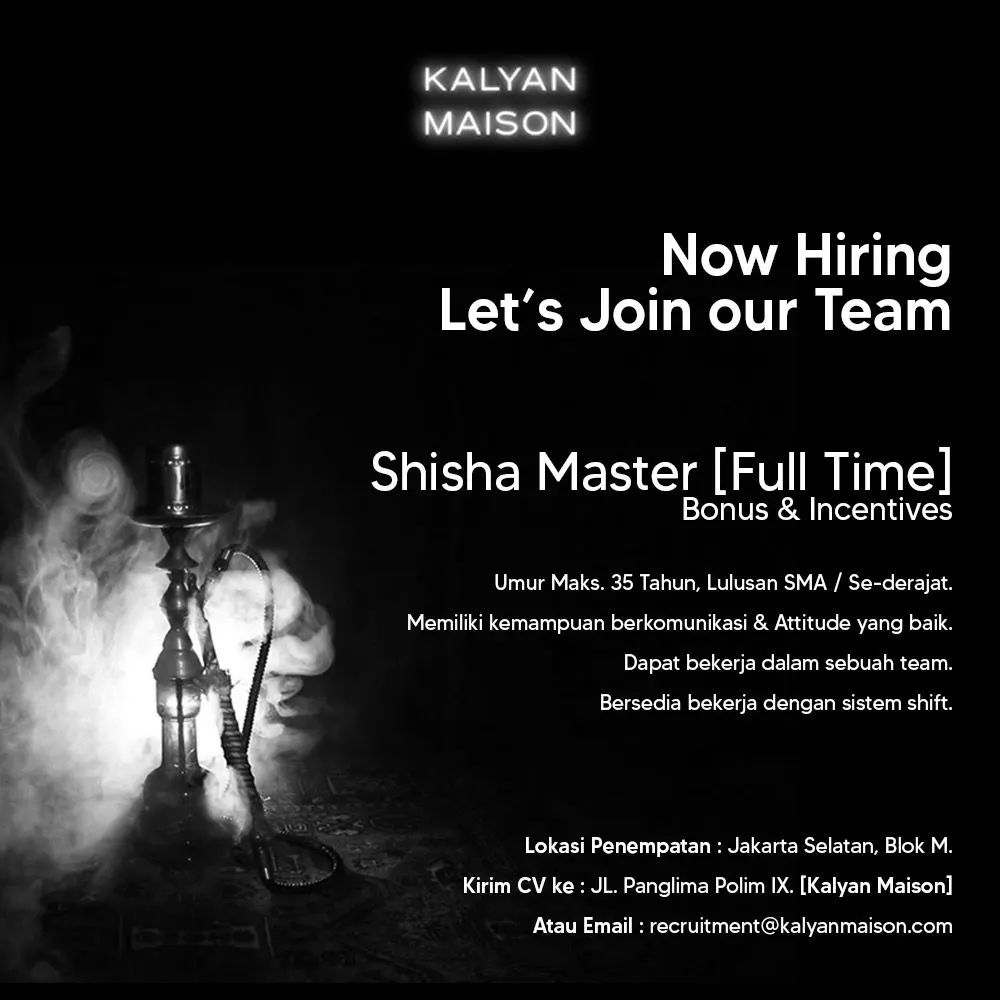 KALYAN
MAISON
Now Hiring
Let's Join our Team
Shisha Master [Full Time]
Bonus & Incentives
Umur Maks. 35 Tahun, Lulusan SMA / Se-derajat.
Memiliki kemampuan berkomunikasi & Attitude yang baik.
Dapat bekerja dalam sebuah team.
Bersedia bekerja dengan sistem shift.
Lokasi Penempatan : Jakarta Selatan, Blok M.
Kirim CV ke : JL. Panglima Polim IX. [Kalyan Maison]
Atau Email : recruitment@kalyanmaison.com